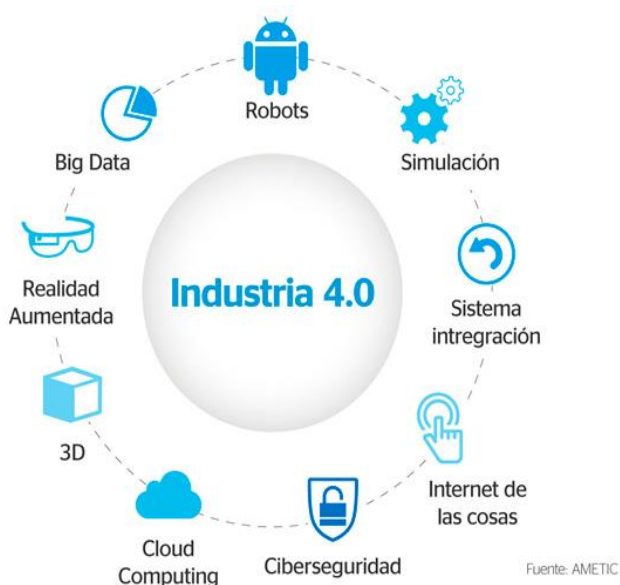 Robots
Simulación
Sistema
intregración
Internet de
las cosas
Ciberseguridad
Cloud
Computing
3D
Realidad
Aumentada
Big Data
Industria 4.0
Fuente: AMETIC